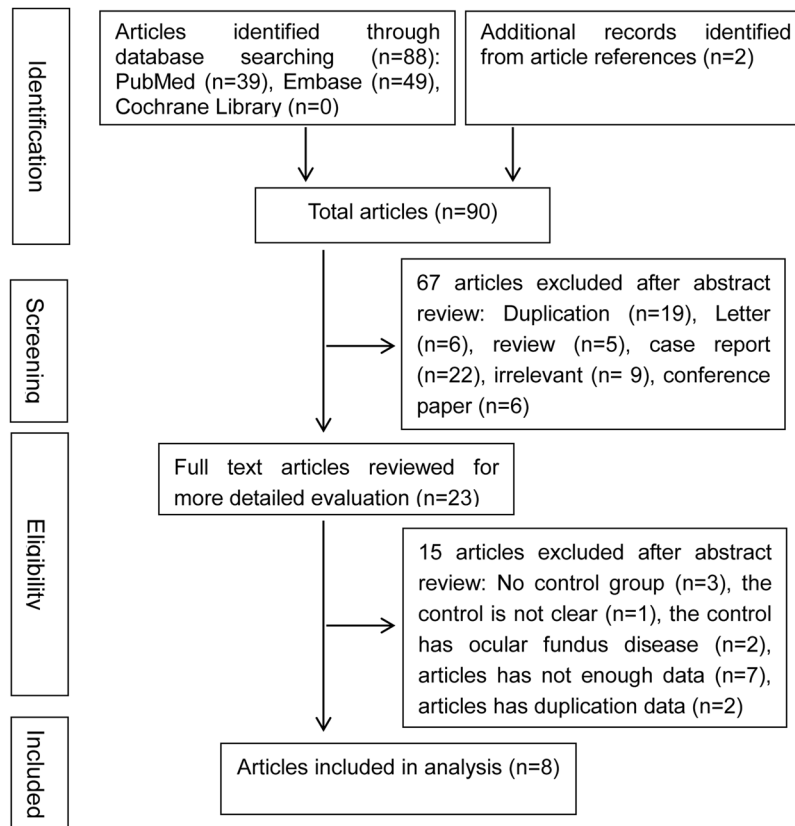 Identification
Articles identified through
database searching (n=88):
PubMed (n=39), Embase (n=49),
Cochrane Library (n=0)
Additional records identified
from article references (n=2)
Total articles (n=90)
Screening
67 articles excluded after abstract
review: Duplication (n=19), Letter
(n=6), review (n=5), case report
(n=22), irrelevant (n= 9), conference
paper (n=6)
Eligibility
Full text articles reviewed for
more detailed evaluation (n=23)
15 articles excluded after abstract
review: No control group (n=3), the
control is not clear (n=1), the control
has ocular fundus disease (n=2),
articles has not enough data (n=7),
articles has duplication data (n=2)
Included
Articles included in analysis (n=8)